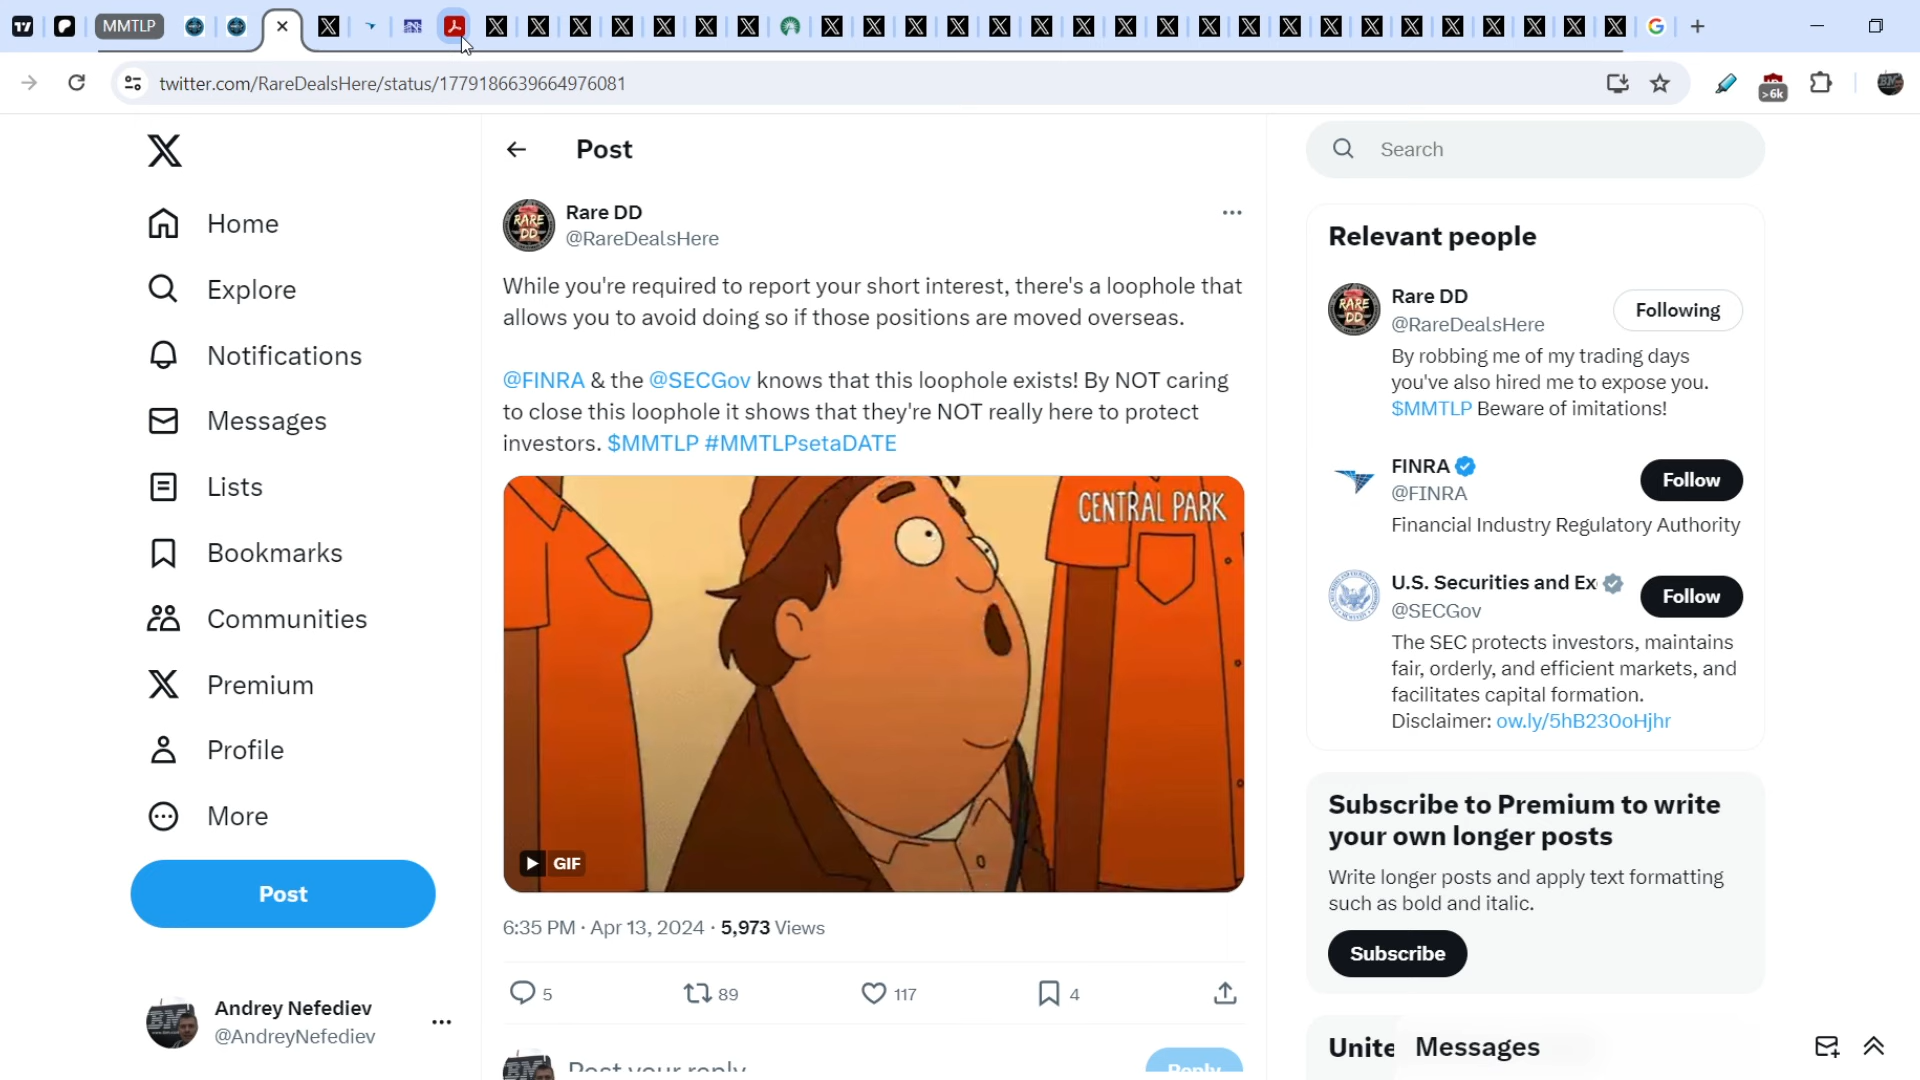 MMTLP
twitter.com/RareDealsHere/status/1779186639664976081
>6k
Home
Explore
Notifications
Messages
Lists
Bookmarks
Communities
Premium
Profile
More
Post
Andrey Nefediev
@AndreyNefediev
Post
Rare DD
@RareDealsHere
While you're required to report your short interest, there's a loophole that
allows you to avoid doing so if those positions are moved overseas.
@FINRA & the @SECGov knows that this loophole exists! By NOT caring
to close this loophole it shows that they're NOT really here to protect
investors. $MMTLP #MMTLPsetaDATE
CENTRAL PARK
GIF
6:35 PM · Apr 13, 2024 · 5,973 Views
5
89
117
4
Post your reply
Reply
Search
Relevant people
Rare DD
@RareDealsHere
Following
By robbing me of my trading days
you've also hired me to expose you.
$MMTLP Beware of imitations!
FINRA
@FINRA
Follow
Financial Industry Regulatory Authority
U.S. Securities and Ex
@SECGov
Follow
The SEC protects investors, maintains
fair, orderly, and efficient markets, and
facilitates capital formation.
Disclaimer: ow.ly/5hB230oHjhr
Subscribe to Premium to write
your own longer posts
Write longer posts and apply text formatting
such as bold and italic.
Subscribe
Unite
Messages